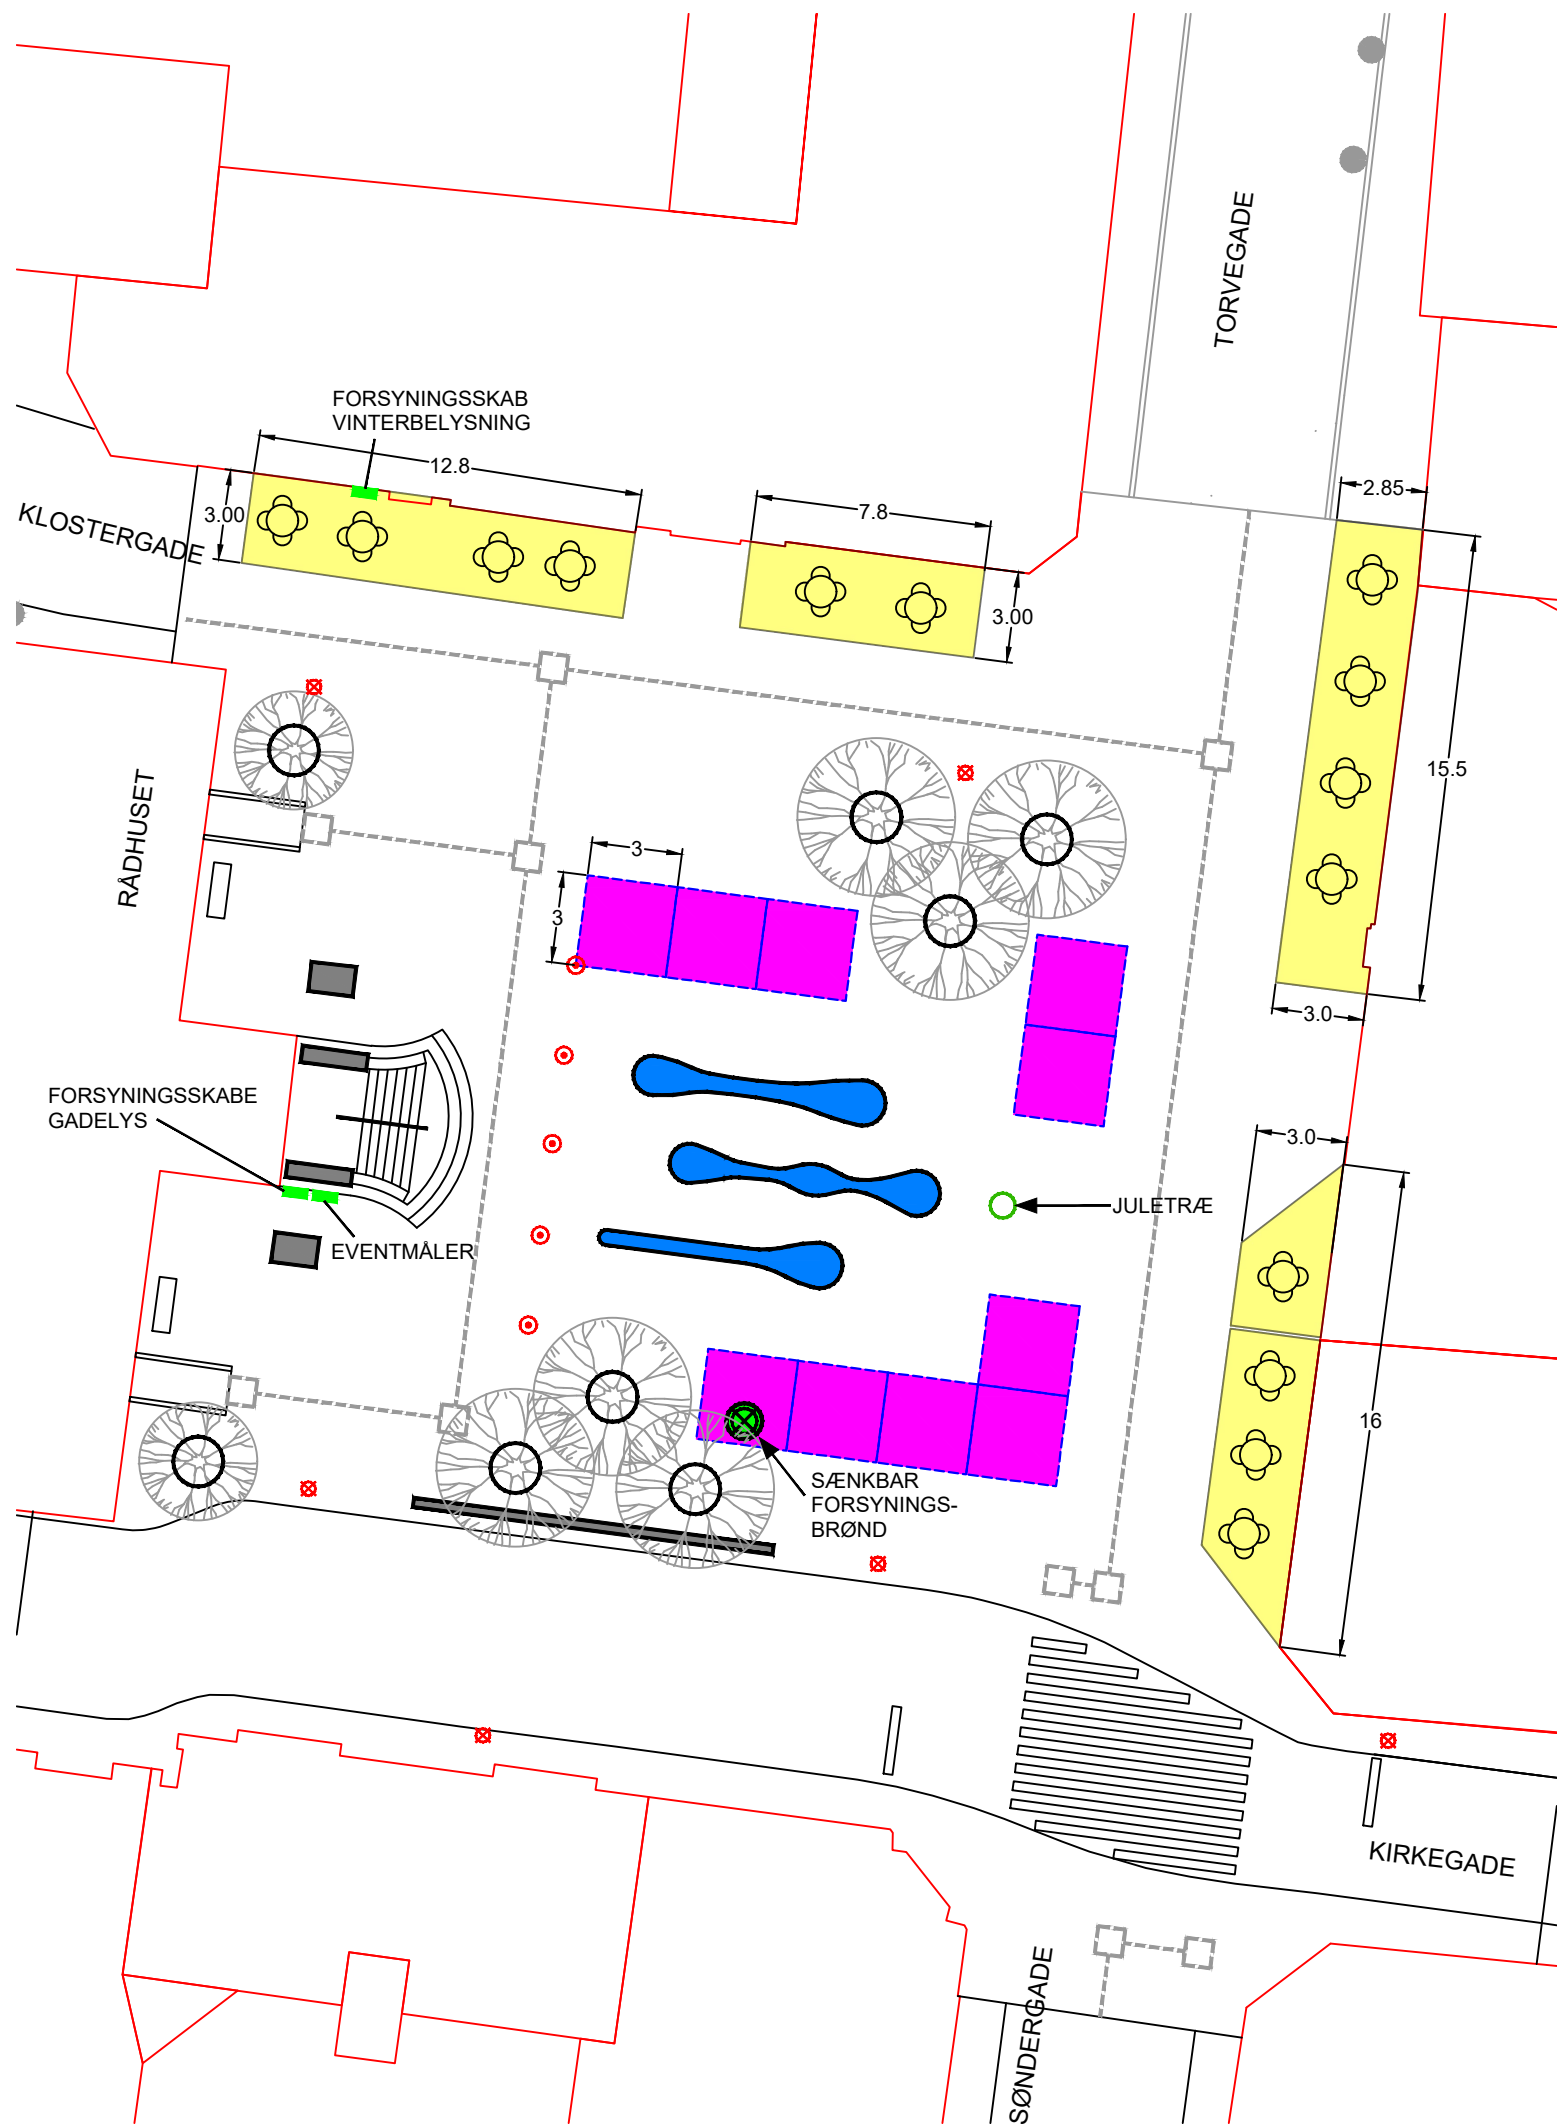 TORVEGADE
FORSYNINGSSKAB
VINTERBELYSNING
12.8
3.00
KLOSTERGADE
7.8
3.00
2.85
15.5
3.0
RÅDHUSET
3
3
FORSYNINGSSKABE
GADELYS
EVENTMÅLER
JULETRÆ
3.0
16
SÆNKBAR
FORSYNINGS-
BRØND
KIRKEGADE
SØNDERGADE